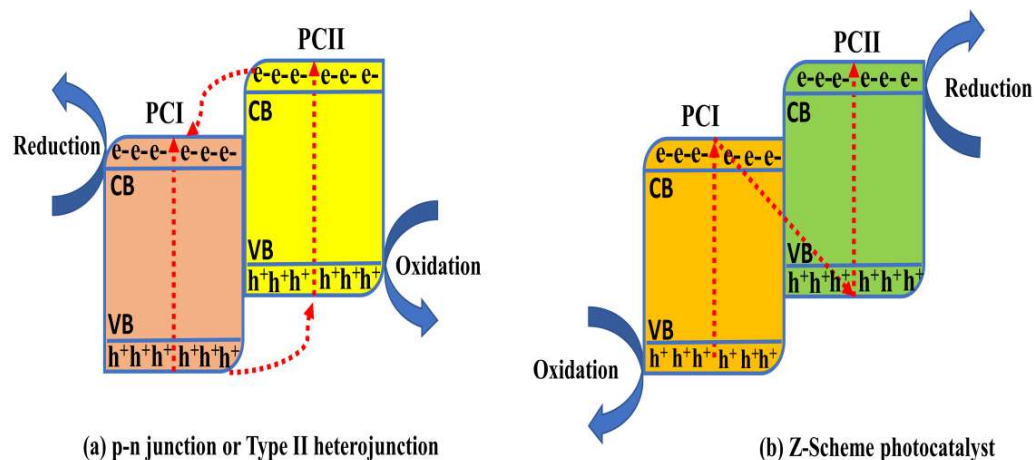 PCII
e- e- e- e- e- e-
CB
PCI
Reduction
e- e- e- e- e- e-
CB
VB
h+ h+ h+ h+ h+ h+
Oxidation
VB
h+ h+ h+ h+ h+ h+
(a) p-n junction or Type II heterojunction
PCII
e- e- e- e- e- e-
Reduction
CB
PCI
e- e- e- e- e- e-
CB
VB
h+ h+ h+ h+ h+ h+
VB
h+ h+ h+ h+ h+ h+
Oxidation
(b) Z-Scheme photocatalyst